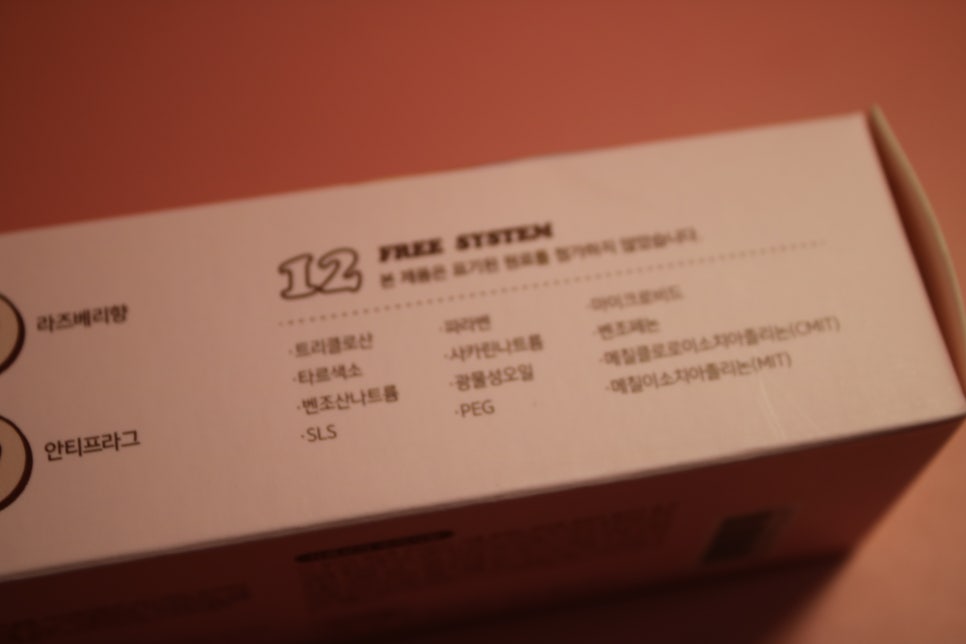 라즈베리향
안티프라그
12
FREE SYSTEM
본 제품은 표기된 원료를 첨가하지 않았습니다.
·트리클로산
·타르색소
·벤조산나트륨
·SLS
·파라벤
·사카린나트륨
·광물성오일
·PEG
·마이크로비드
·벤조페논
·메칠클로로이소치아졸리논(CMIT)
·메칠이소치아졸리논(MIT)